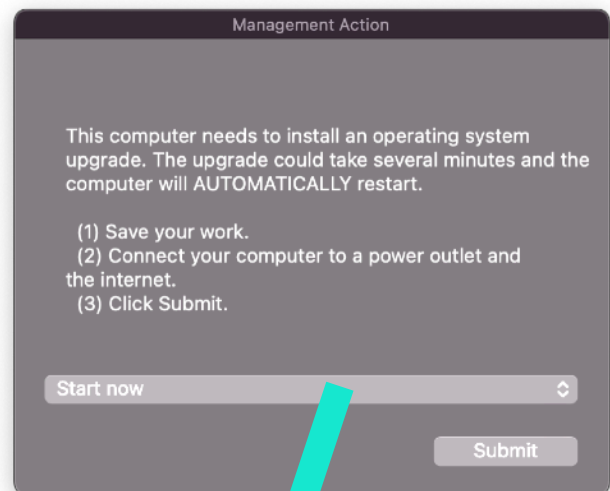 Management Action
This computer needs to install an operating system
upgrade. The upgrade could take several minutes and the
computer will AUTOMATICALLY restart.
(1) Save your work.
(2) Connect your computer to a power outlet and
the internet.
(3) Click Submit.
Start now
Submit